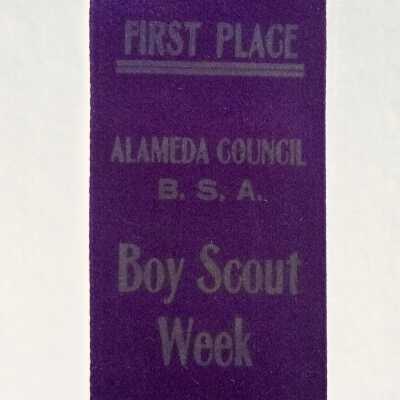 FIRST PLACE
ALAMEDA COUNCIL
B. S. A.
Boy Scout
Week